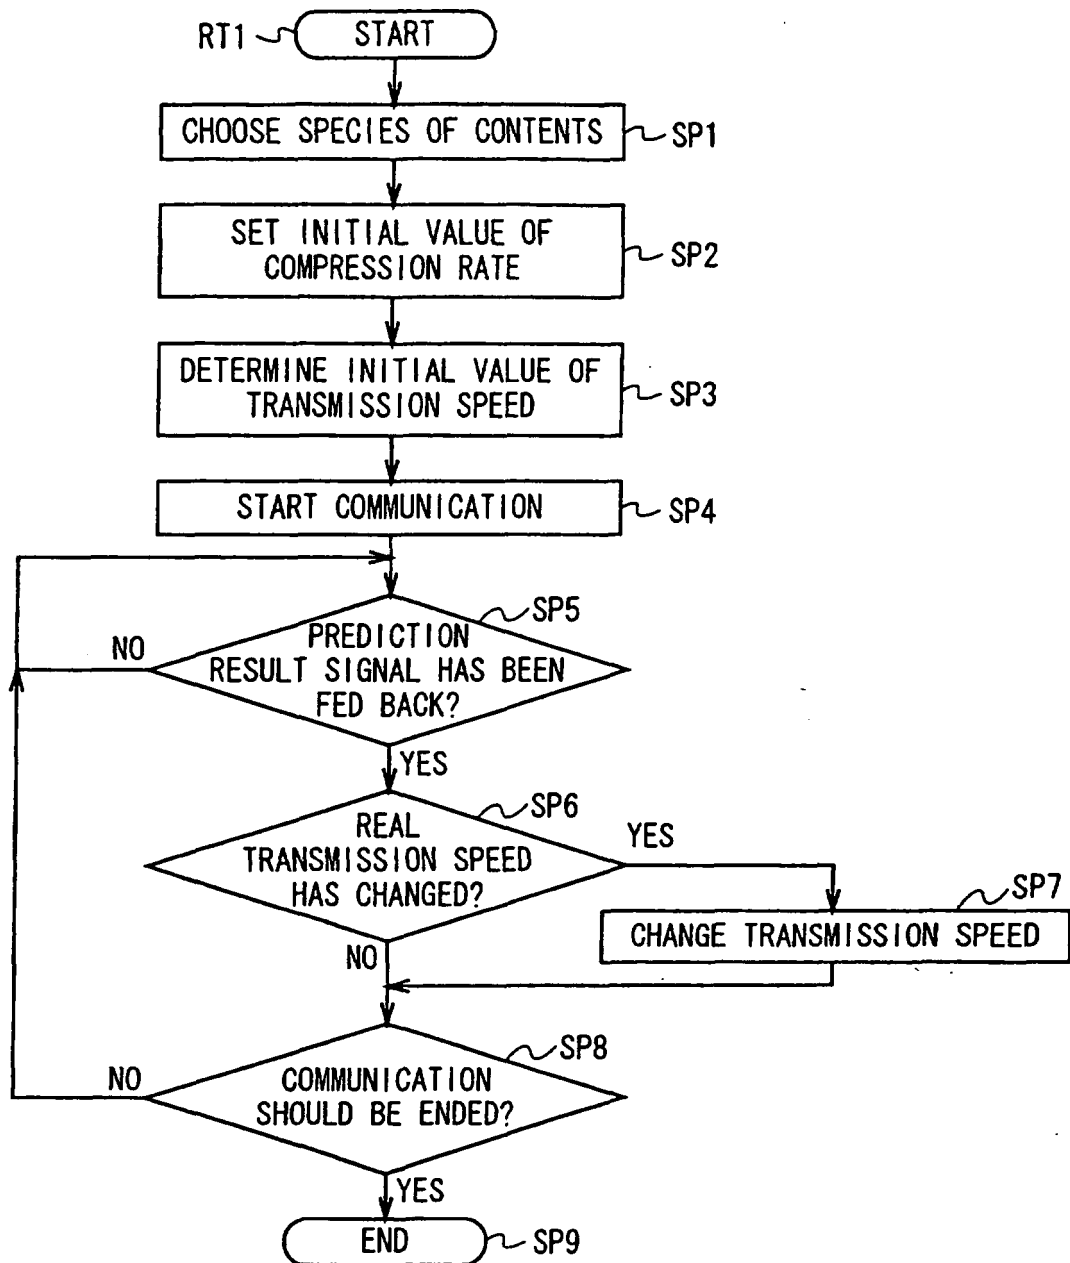 RT1
START
CHOOSE SPECIES OF CONTENTS
SP1
SET INITIAL VALUE OF
COMPRESSION RATE
SP2
DETERMINE INITIAL VALUE OF
TRANSMISSION SPEED
SP3
START COMMUNICATION
SP4
SP5
NO
PREDICTION
RESULT SIGNAL HAS BEEN
FED BACK?
YES
SP6
REAL
TRANSMISSION SPEED
HAS CHANGED?
YES
SP7
CHANGE TRANSMISSION SPEED
NO
SP8
NO
COMMUNICATION
SHOULD BE ENDED?
YES
END
SP9